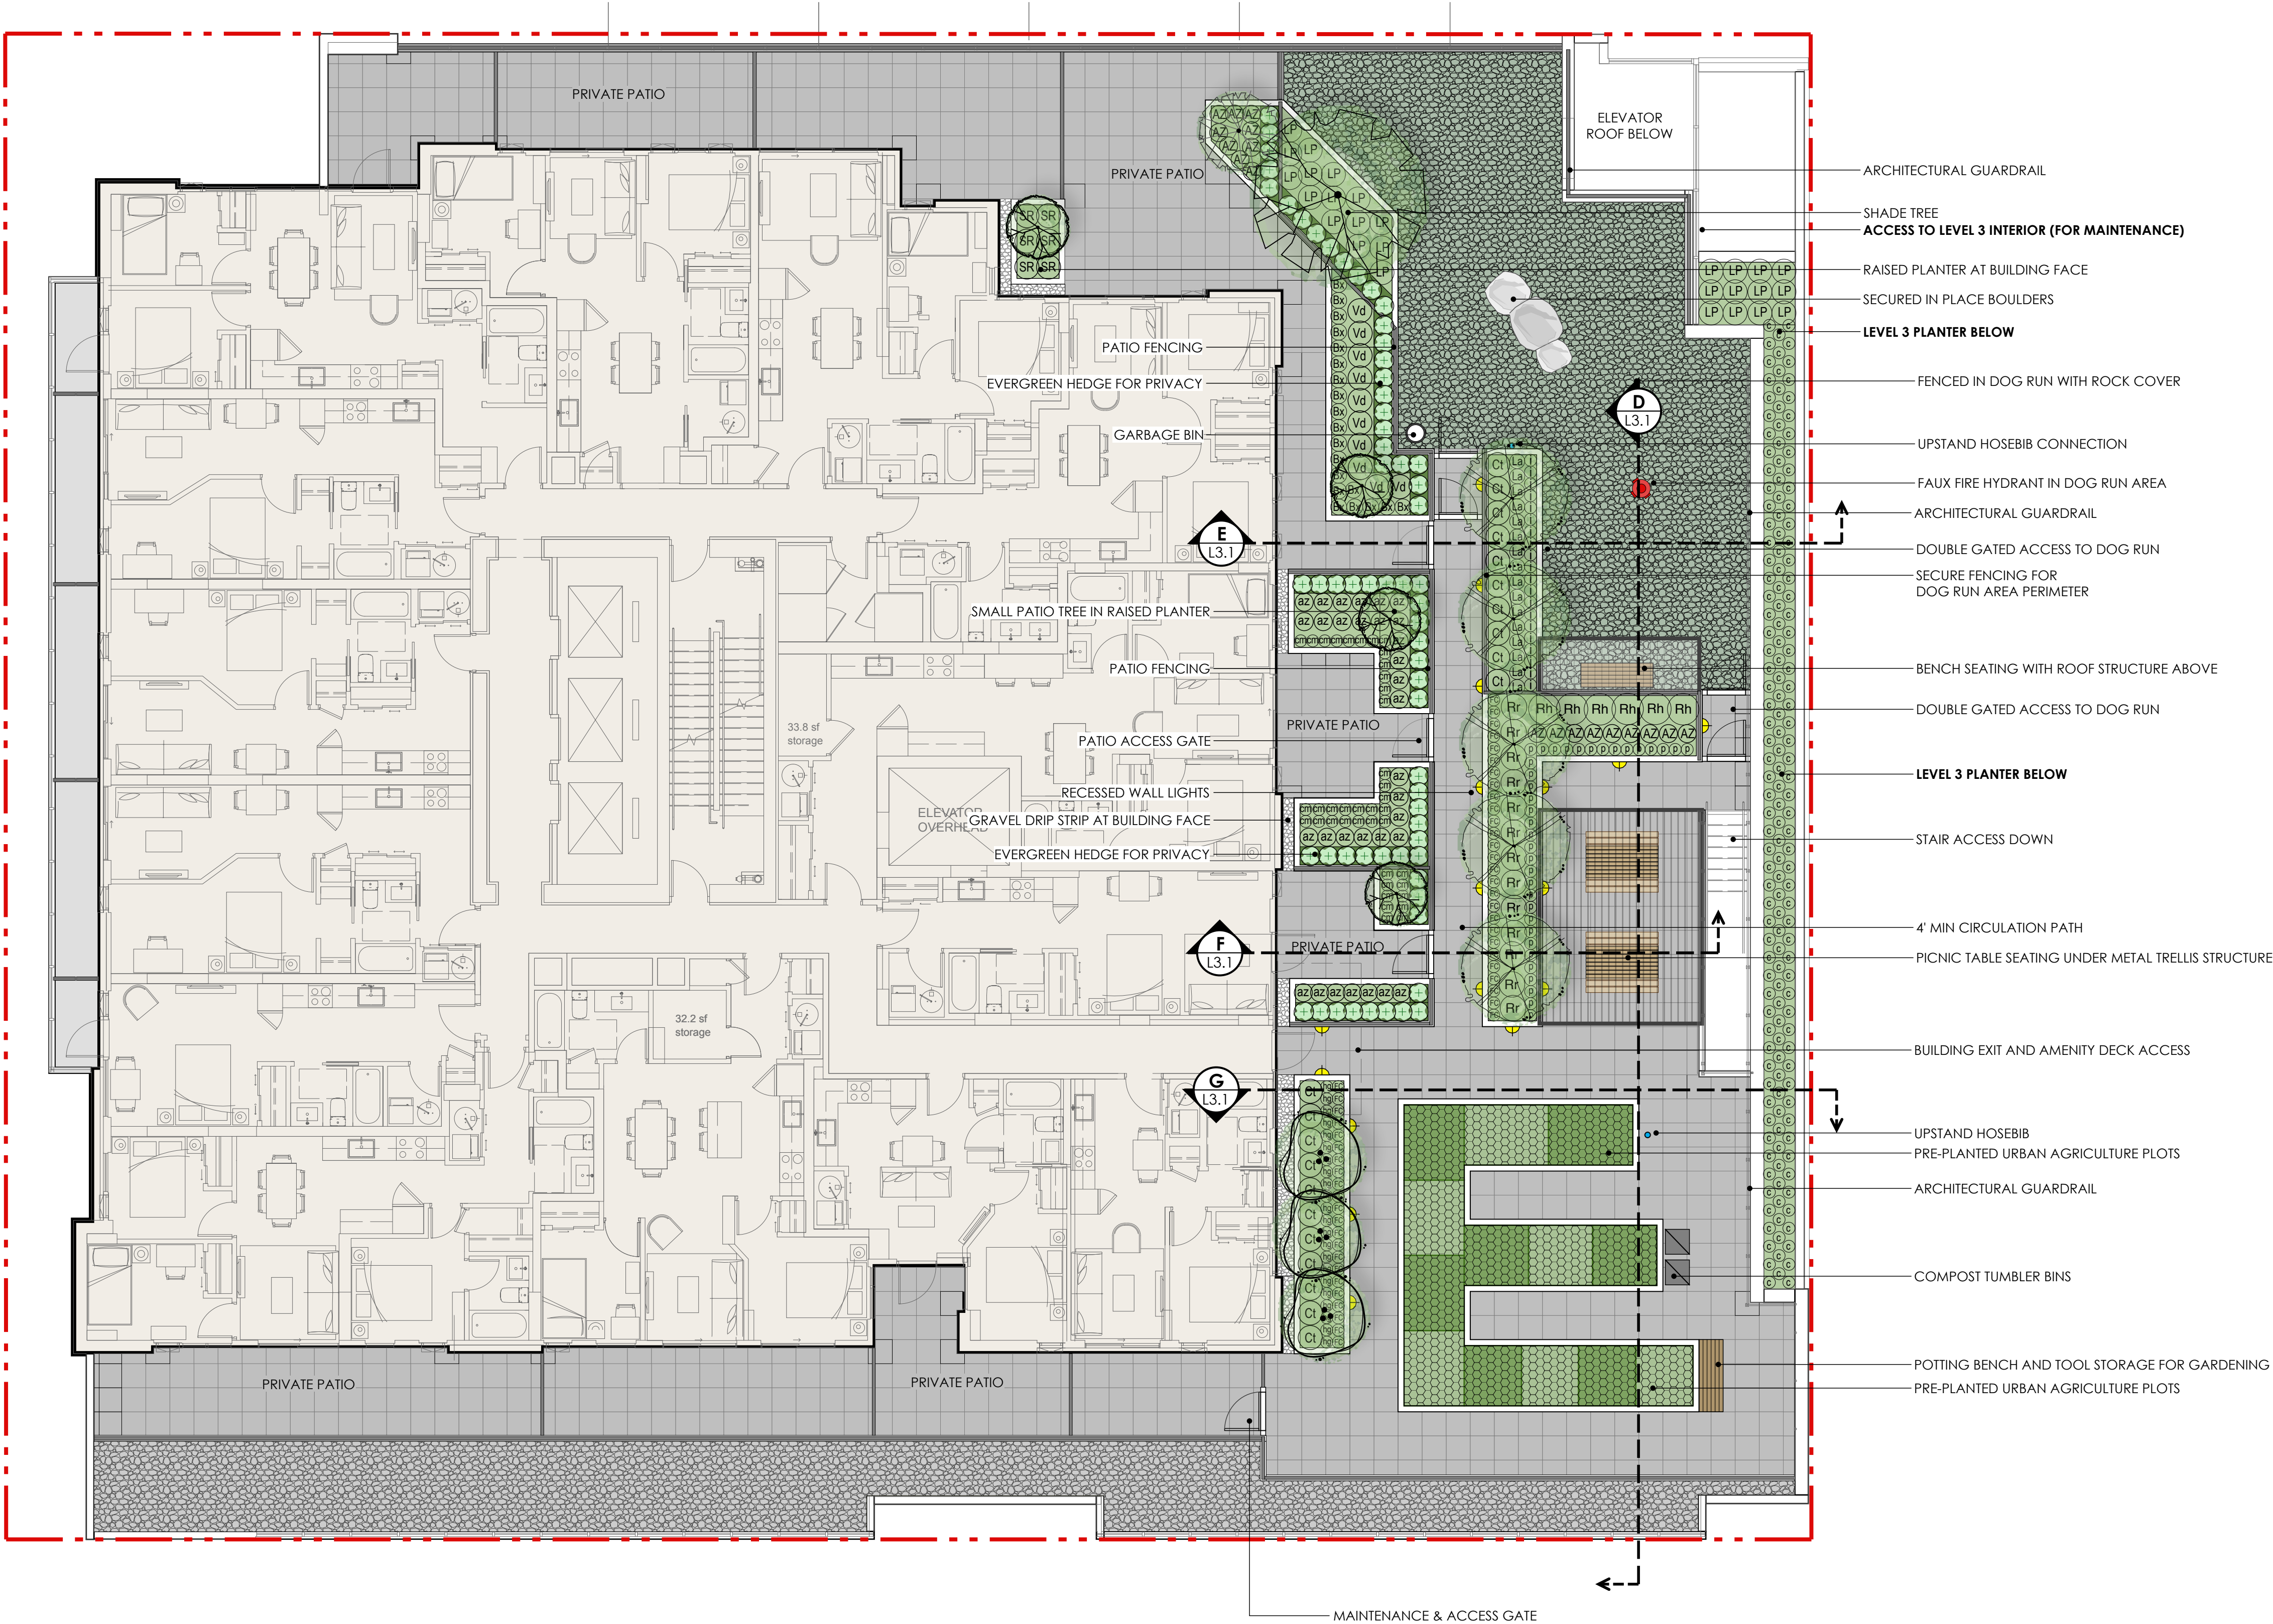 PRIVATE PATIO
PRIVATE PATIO
ELEVATOR
ROOF BELOW
ARCHITECTURAL GUARDRAIL
SHADE TREE
ACCESS TO LEVEL 3 INTERIOR (FOR MAINTENANCE)
RAISED PLANTER AT BUILDING FACE
SECURED IN PLACE BOULDERS
LEVEL 3 PLANTER BELOW
PATIO FENCING
EVERGREEN HEDGE FOR PRIVACY
FENCED IN DOG RUN WITH ROCK COVER
D
L3.1
GARBAGE BIN
UPSTAND HOSEBIB CONNECTION
FAUX FIRE HYDRANT IN DOG RUN AREA
ARCHITECTURAL GUARDRAIL
E
L3.1
DOUBLE GATED ACCESS TO DOG RUN
SECURE FENCING FOR
DOG RUN AREA PERIMETER
SMALL PATIO TREE IN RAISED PLANTER
PATIO FENCING
BENCH SEATING WITH ROOF STRUCTURE ABOVE
DOUBLE GATED ACCESS TO DOG RUN
33.8 sf
storage
PRIVATE PATIO
PATIO ACCESS GATE
LEVEL 3 PLANTER BELOW
RECESSED WALL LIGHTS
ELEVATOR
OVERHEAD
GRAVEL DRIP STRIP AT BUILDING FACE
STAIR ACCESS DOWN
EVERGREEN HEDGE FOR PRIVACY
4' MIN CIRCULATION PATH
F
L3.1
PRIVATE PATIO
PICNIC TABLE SEATING UNDER METAL TRELLIS STRUCTURE
32.2 sf
storage
BUILDING EXIT AND AMENITY DECK ACCESS
G
L3.1
UPSTAND HOSEBIB
PRE-PLANTED URBAN AGRICULTURE PLOTS
ARCHITECTURAL GUARDRAIL
COMPOST TUMBLER BINS
POTTING BENCH AND TOOL STORAGE FOR GARDENING
PRIVATE PATIO
PRIVATE PATIO
PRE-PLANTED URBAN AGRICULTURE PLOTS
MAINTENANCE & ACCESS GATE